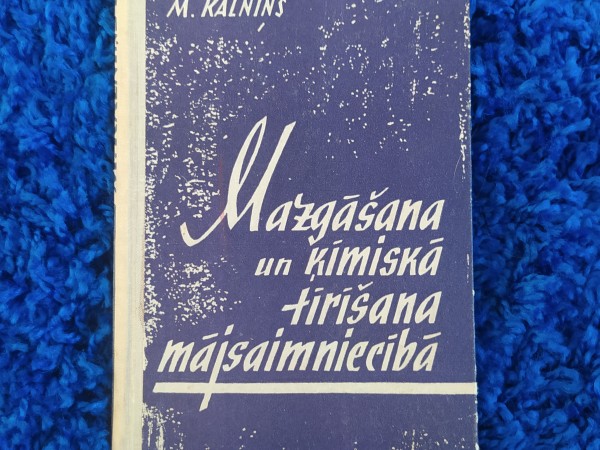 M. KALNIŅŠ
Mazgāšana
un ķīmiskā
tīrīšana
mājsaimniecībā